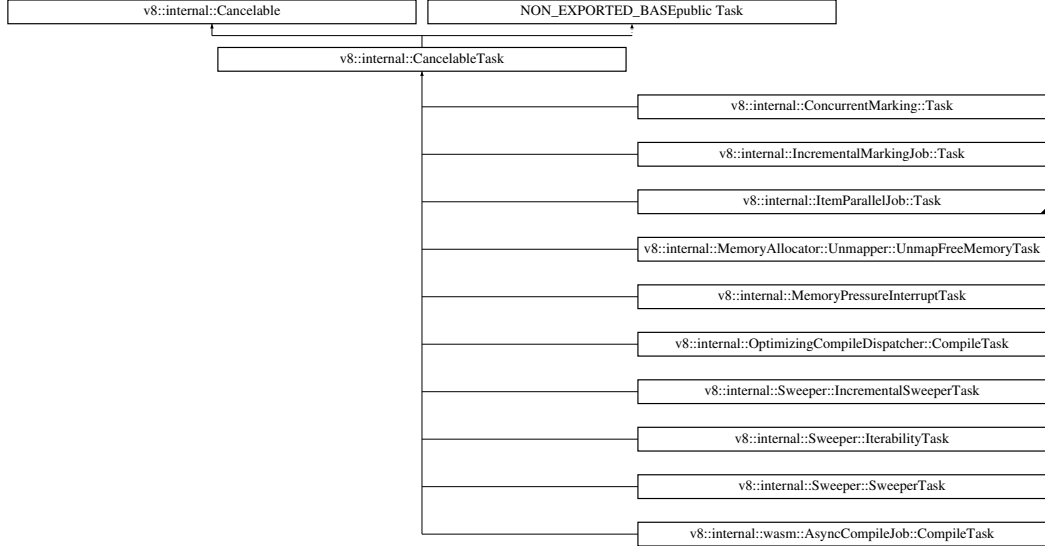 v8::internal::Cancelable
NON_EXPORTED_BASEpublic Task
v8::internal::CancelableTask
v8::internal::ConcurrentMarking::Task
v8::internal::IncrementalMarkingJob::Task
v8::internal::ItemParallelJob::Task
v8::internal::MemoryAllocator::Unmapper::UnmapFreeMemoryTask
v8::internal::MemoryPressureInterruptTask
v8::internal::OptimizingCompileDispatcher::CompileTask
v8::internal::Sweeper::IncrementalSweeperTask
v8::internal::Sweeper::IterabilityTask
v8::internal::Sweeper::SweeperTask
v8::internal::wasm::AsyncCompileJob::CompileTask